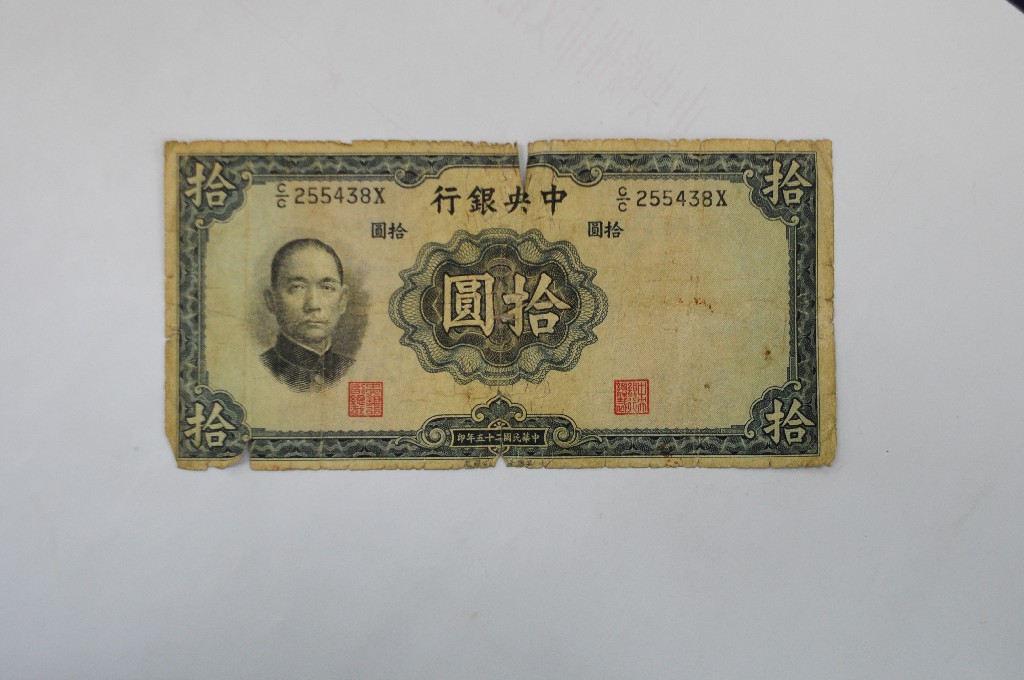 拾 拾
C/C 255438X 中央銀行 C/C 255438X
拾圓 拾圓
拾圓
中華民國二十五年印
拾 拾